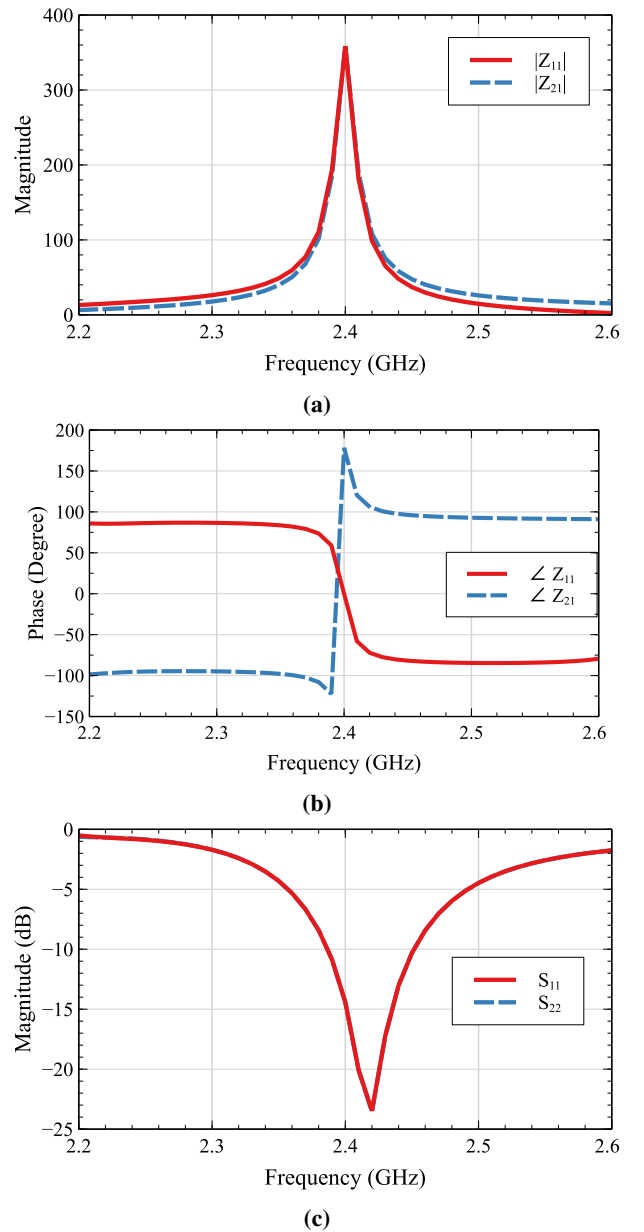 400
300
200
100
0
Magnitude
|Z11|
|Z21|
2.2 2.3 2.4 2.5 2.6
Frequency (GHz)
(a)
200
150
100
50
0
−50
−100
−150
Phase (Degree)
∠ Z11
∠ Z21
2.2 2.3 2.4 2.5 2.6
Frequency (GHz)
(b)
0
−5
−10
−15
−20
−25
Magnitude (dB)
S11
S22
2.2 2.3 2.4 2.5 2.6
Frequency (GHz)
(c)